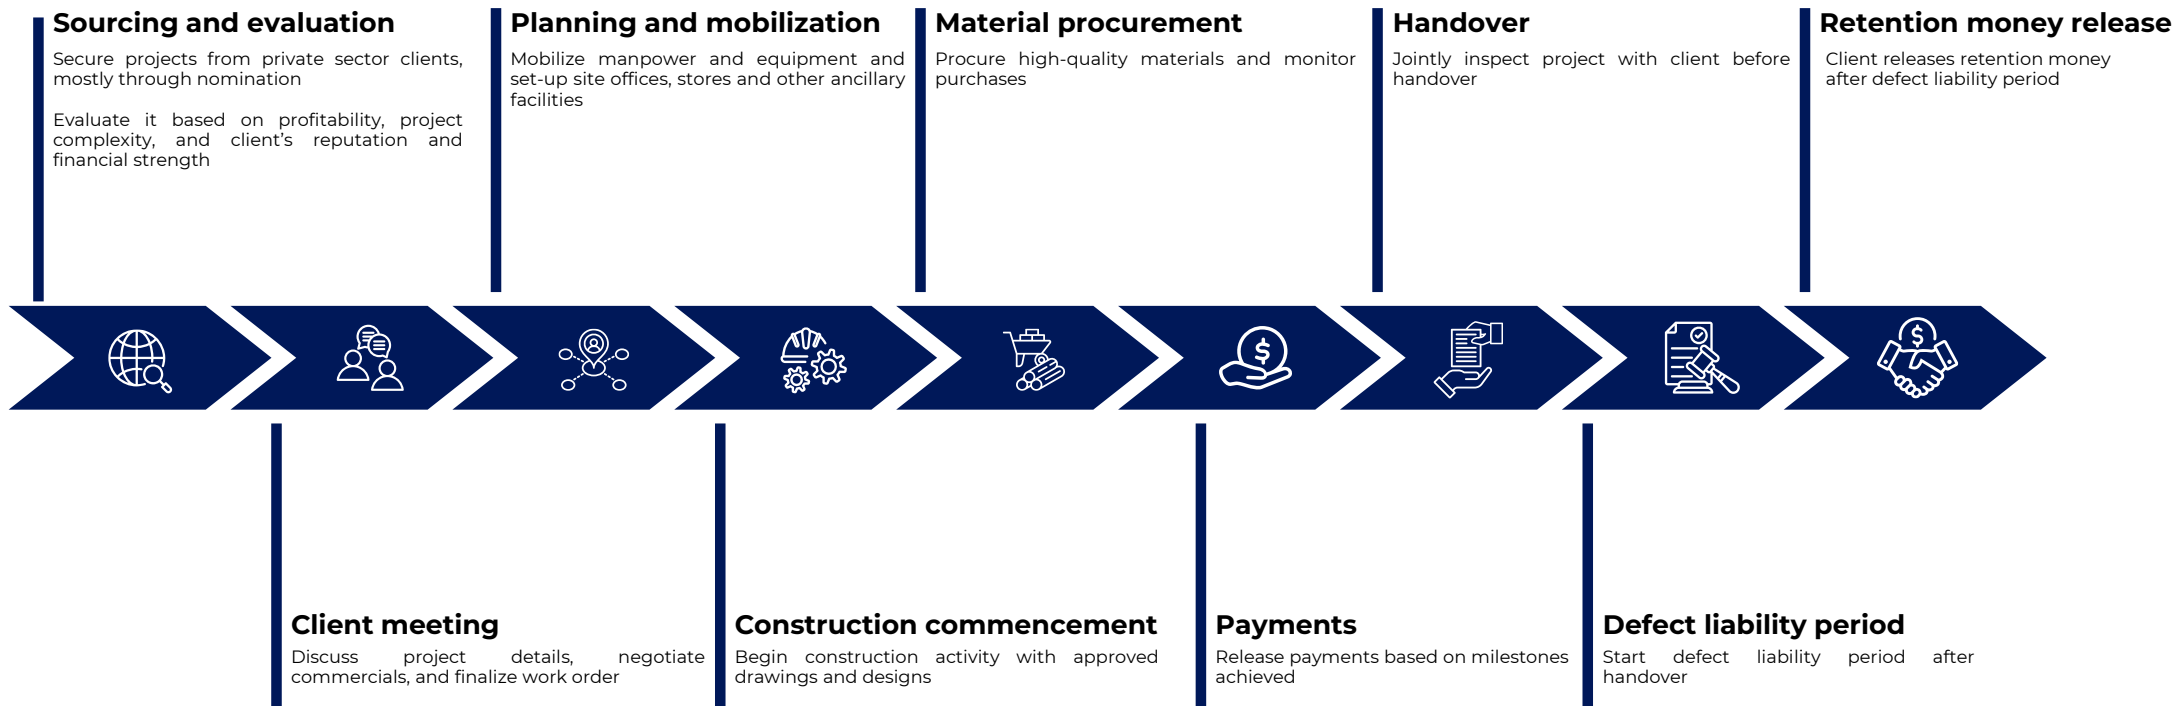 Sourcing and evaluation
Secure projects from private sector clients,
mostly through nomination
Evaluate it based on profitability, project
complexity, and client’s reputation and
financial strength
Planning and mobilization
Mobilize manpower and equipment and
set-up site offices, stores and other ancillary
facilities
Material procurement
Procure high-quality materials and monitor
purchases
Handover
Jointly inspect project with client before
handover
Retention money release
Client releases retention money
after defect liability period
Client meeting
Discuss project details, negotiate
commercials, and finalize work order
Construction commencement
Begin construction activity with approved
drawings and designs
Payments
Release payments based on milestones
achieved
Defect liability period
Start defect liability period after
handover